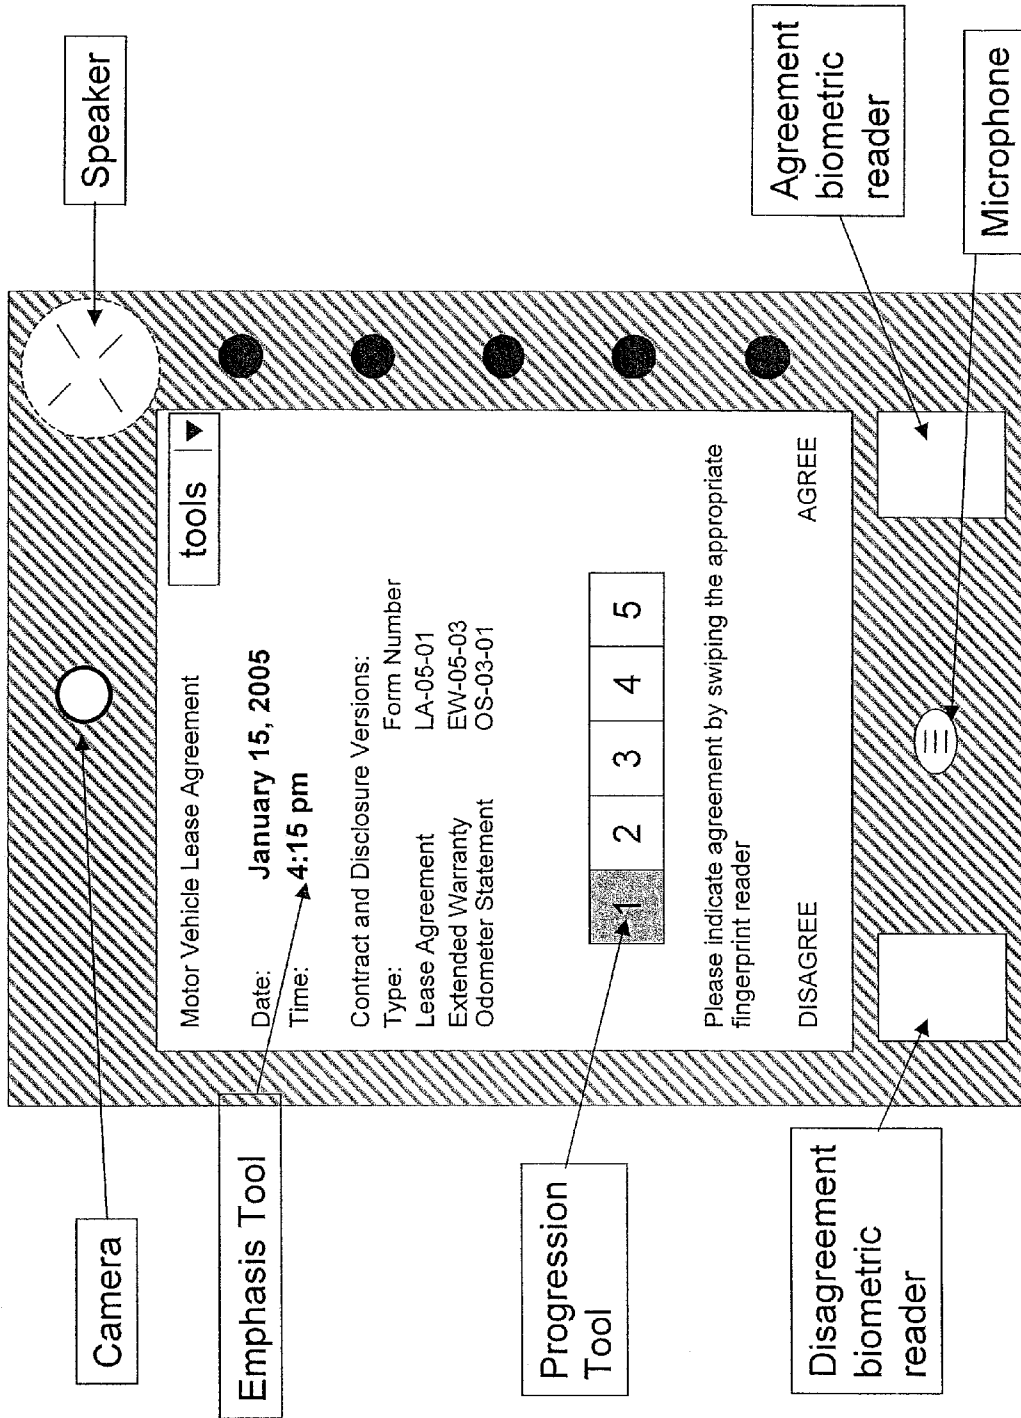 Camera
Speaker
Emphasis Tool
Progression
Tool
Disagreement
biometric
reader
Agreement
biometric
reader
Microphone
tools
Motor Vehicle Lease Agreement
Date: January 15, 2005
Time: 4:15 pm
Contract and Disclosure Versions:
Type: Form Number
Lease Agreement LA-05-01
Extended Warranty EW-05-03
Odometer Statement OS-03-01
1 2 3 4 5
Please indicate agreement by swiping the appropriate
fingerprint reader
DISAGREE AGREE